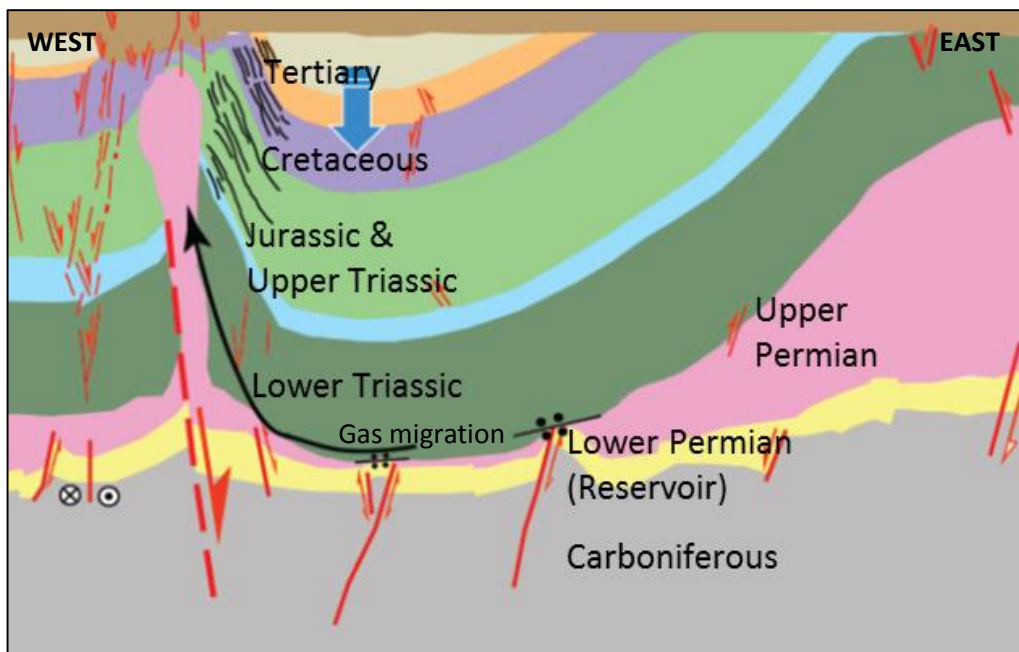 WEST
EAST
Tertiary
Cretaceous
Jurassic &
Upper Triassic
Upper
Permian
Lower Triassic
Gas migration
Lower Permian
(Reservoir)
Carboniferous